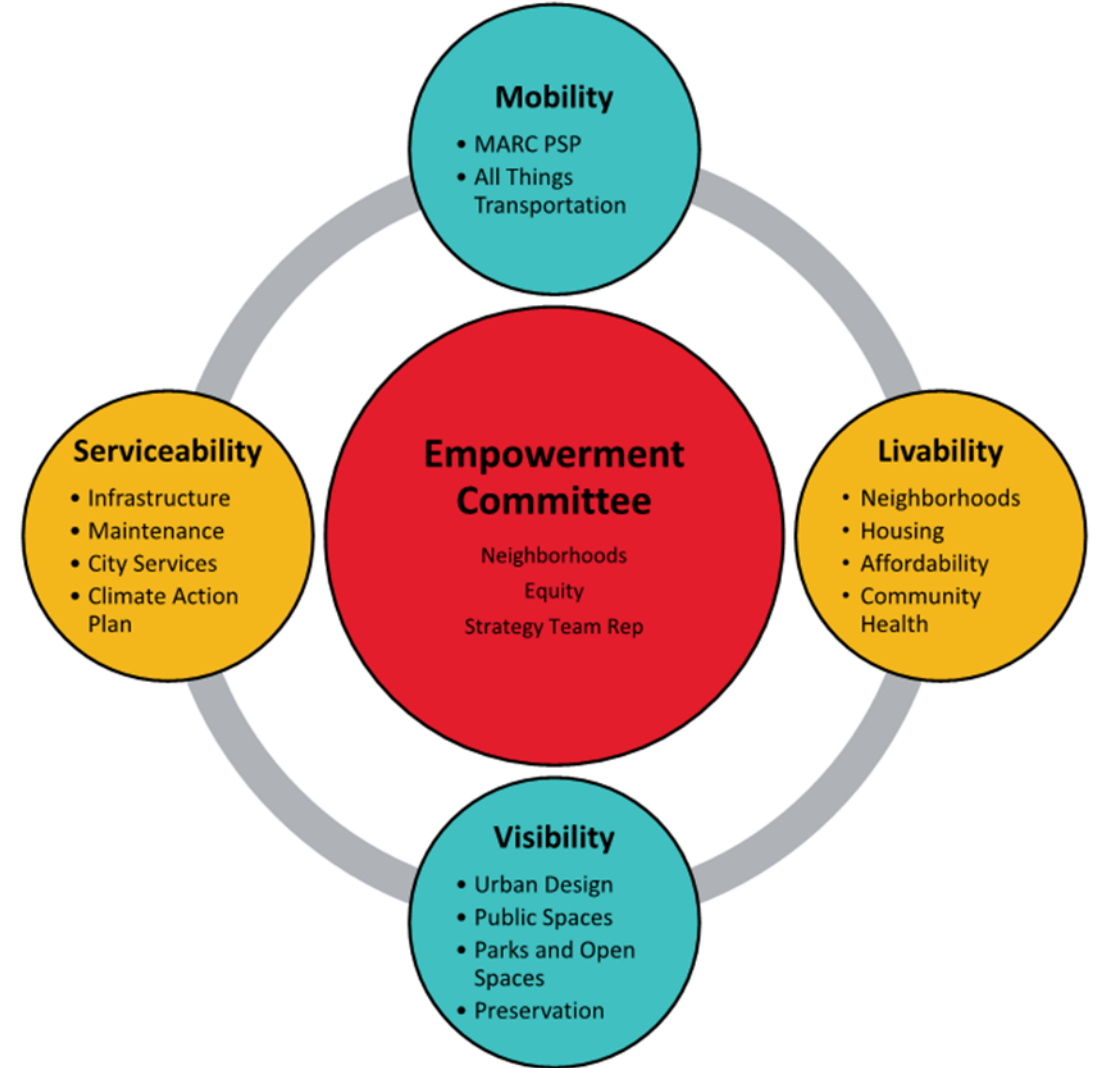 Mobility
• MARC PSP
• All Things
Transportation
Serviceability
• Infrastructure
• Maintenance
• City Services
• Climate Action
Plan
Empowerment
Committee
Neighborhoods
Equity
Strategy Team Rep
Livability
• Neighborhoods
• Housing
• Affordability
• Community
Health
Visibility
• Urban Design
• Public Spaces
• Parks and Open
Spaces
• Preservation